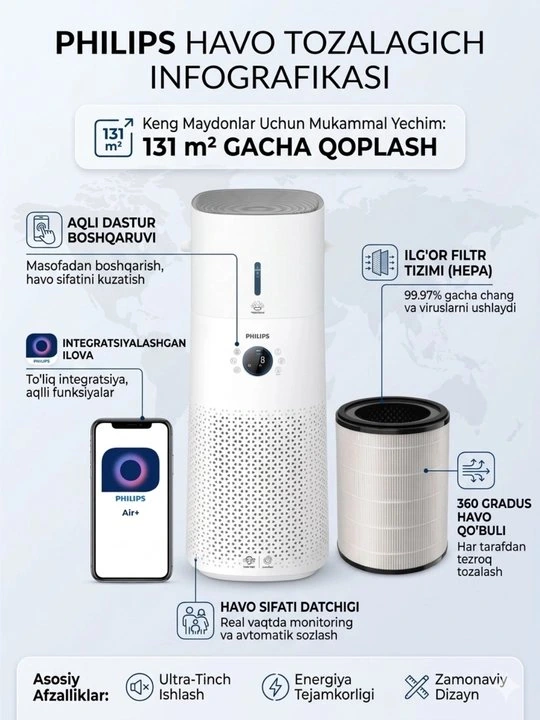 PHILIPS HAVO TOZALAGICH
INFOGRAFIKASI
131
m²
Keng Maydonlar Uchun Mukammal Yechim:
131 m² GACHA QOPLASH
AQLI DASTUR
BOSHQARUVI
Masofadan boshqarish,
havo sifatini kuzatish
ILG'OR FILTR
TIZIMI (HEPA)
99.97% gacha chang
va viruslarni ushlaydi
PHILIPS
INTEGRATSIYALASHGAN
ILOVA
To'liq integratsiya,
aqlli funksiyalar
PHILIPS
8
PHILIPS
Air+
360 GRADUS
HAVO
QO'BULI
Har tarafdan
tezroq
tozalash
HAVO SIFATI DATCHIGI
Real vaqtda monitoring
va avtomatik sozlash
Asosiy
Afzalliklar:
Ultra-Tinch
Ishlash
Energiya
Tejamkorligi
Zamonaviy
Dizayn